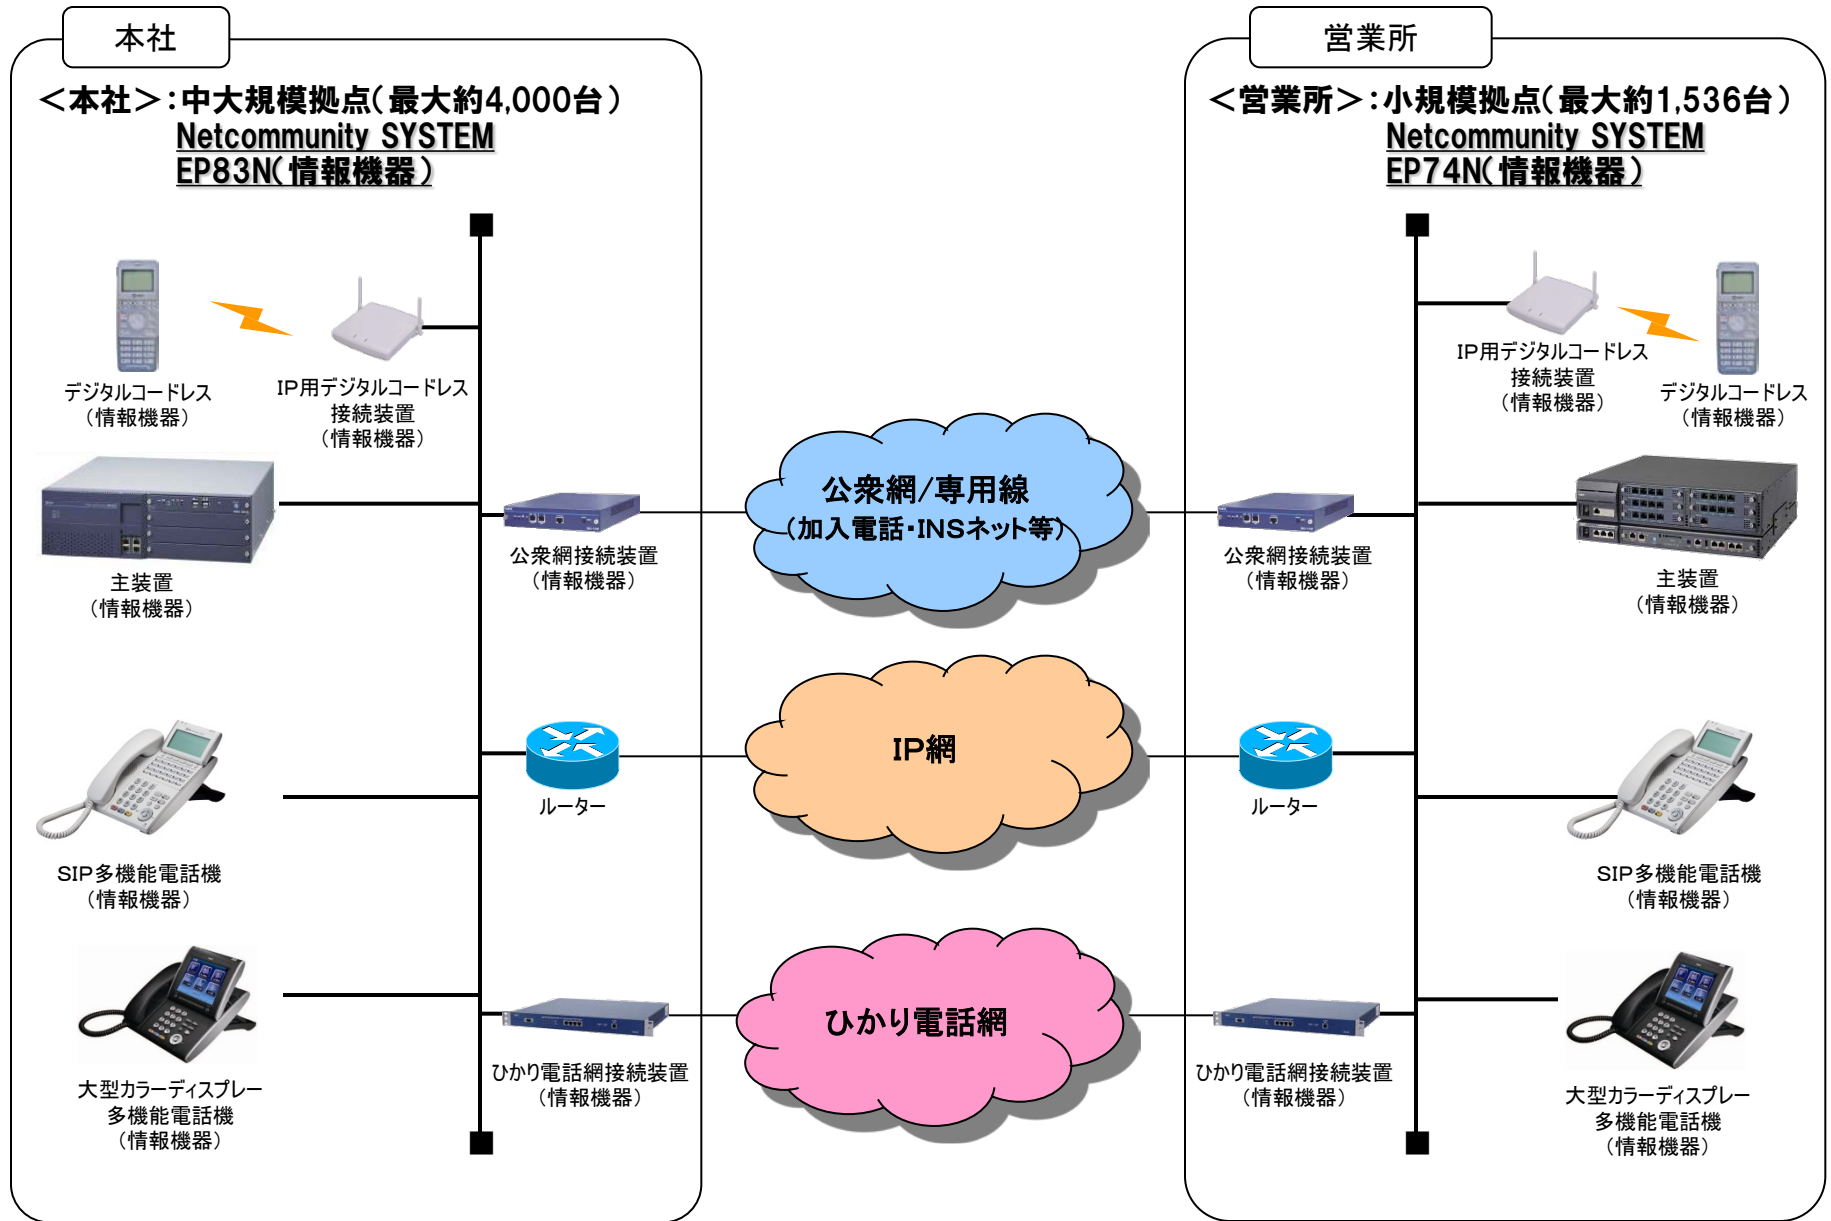 本社
<本社>:中大規模拠点(最大約4,000台)
Netcommunity SYSTEM
EP83N(情報機器)
デジタルコードレス
(情報機器)
IP用デジタルコードレス
接続装置
(情報機器)
主装置
(情報機器)
公衆網接続装置
(情報機器)
SIP多機能電話機
(情報機器)
ルーター
大型カラーディスプレー
多機能電話機
(情報機器)
ひかり電話網接続装置
(情報機器)
公衆網/専用線
(加入電話・INSネット等)
IP網
ひかり電話網
営業所
<営業所>:小規模拠点(最大約1,536台)
Netcommunity SYSTEM
EP74N(情報機器)
IP用デジタルコードレス
接続装置
(情報機器)
デジタルコードレス
(情報機器)
公衆網接続装置
(情報機器)
主装置
(情報機器)
ルーター
SIP多機能電話機
(情報機器)
ひかり電話網接続装置
(情報機器)
大型カラーディスプレー
多機能電話機
(情報機器)